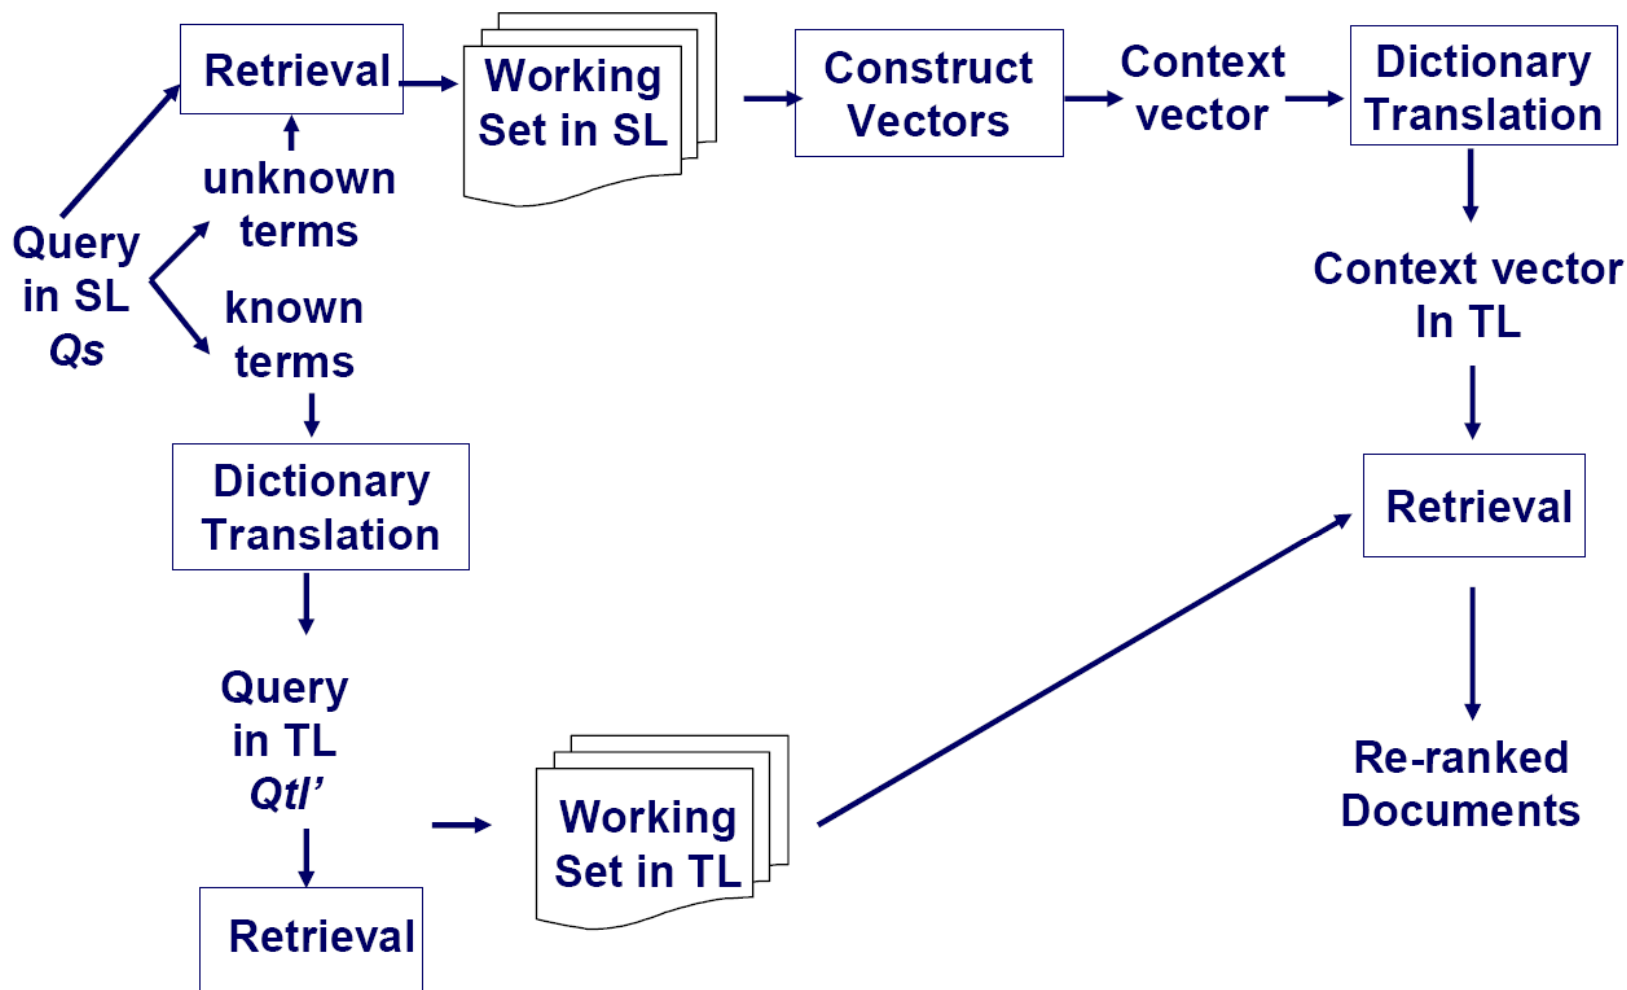 Retrieval
Working
Set in SL
Construct
Vectors
Context
vector
Dictionary
Translation
unknown
terms
Query
in SL
Qs
known
terms
Context vector
In TL
Dictionary
Translation
Retrieval
Query
in TL
Qtl’
Working
Set in TL
Re-ranked
Documents
Retrieval